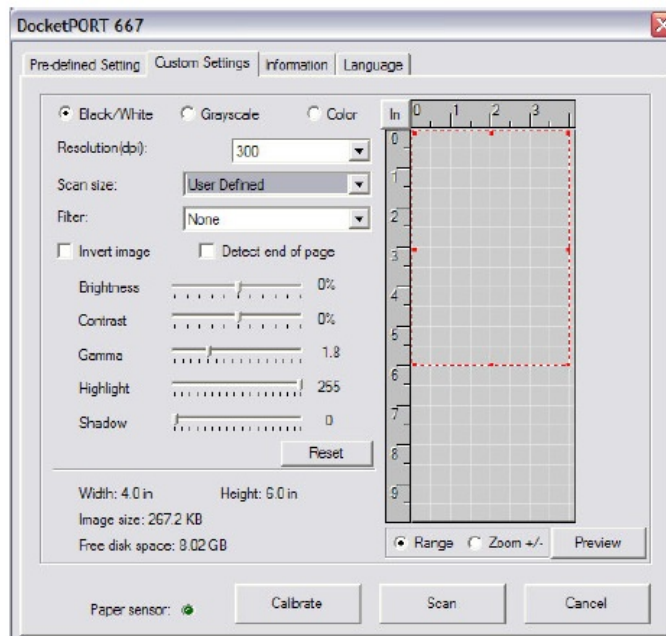 DocketPORT 667
Pre-defined Setting Custom Settings Information Language
Black/White Grayscale Color
Resolution(dpi): 300
Scan size: User Defined
Filter: None
Invert image Detect end of page
Brightness 0%
Contrast 0%
Gamma 1.8
Highlight 255
Shadow 0
Reset
Width: 4.0 in Height: 6.0 in
Image size: 267.2 KB
Free disk space: 8.02 GB
In 0 1 2 3
0
1
2
3
4
5
6
7
8
9
Range Zoom +/- Preview
Paper sensor: Calibrate Scan Cancel